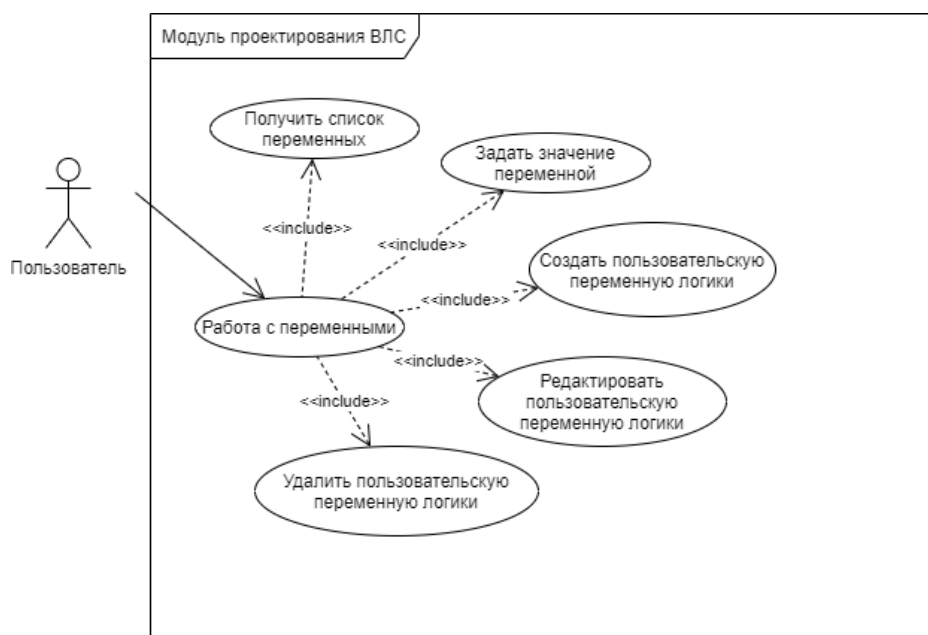 Модуль проектирования ВЛС
Получить список
переменных
Задать значение
переменной
<<include>>
<<include>>
Пользователь
Создать пользовательскую
переменную логики
<<include>>
Работа с переменными
<<include>>
Редактировать
пользовательскую
переменную логики
<<include>>
Удалить пользовательскую
переменную логики